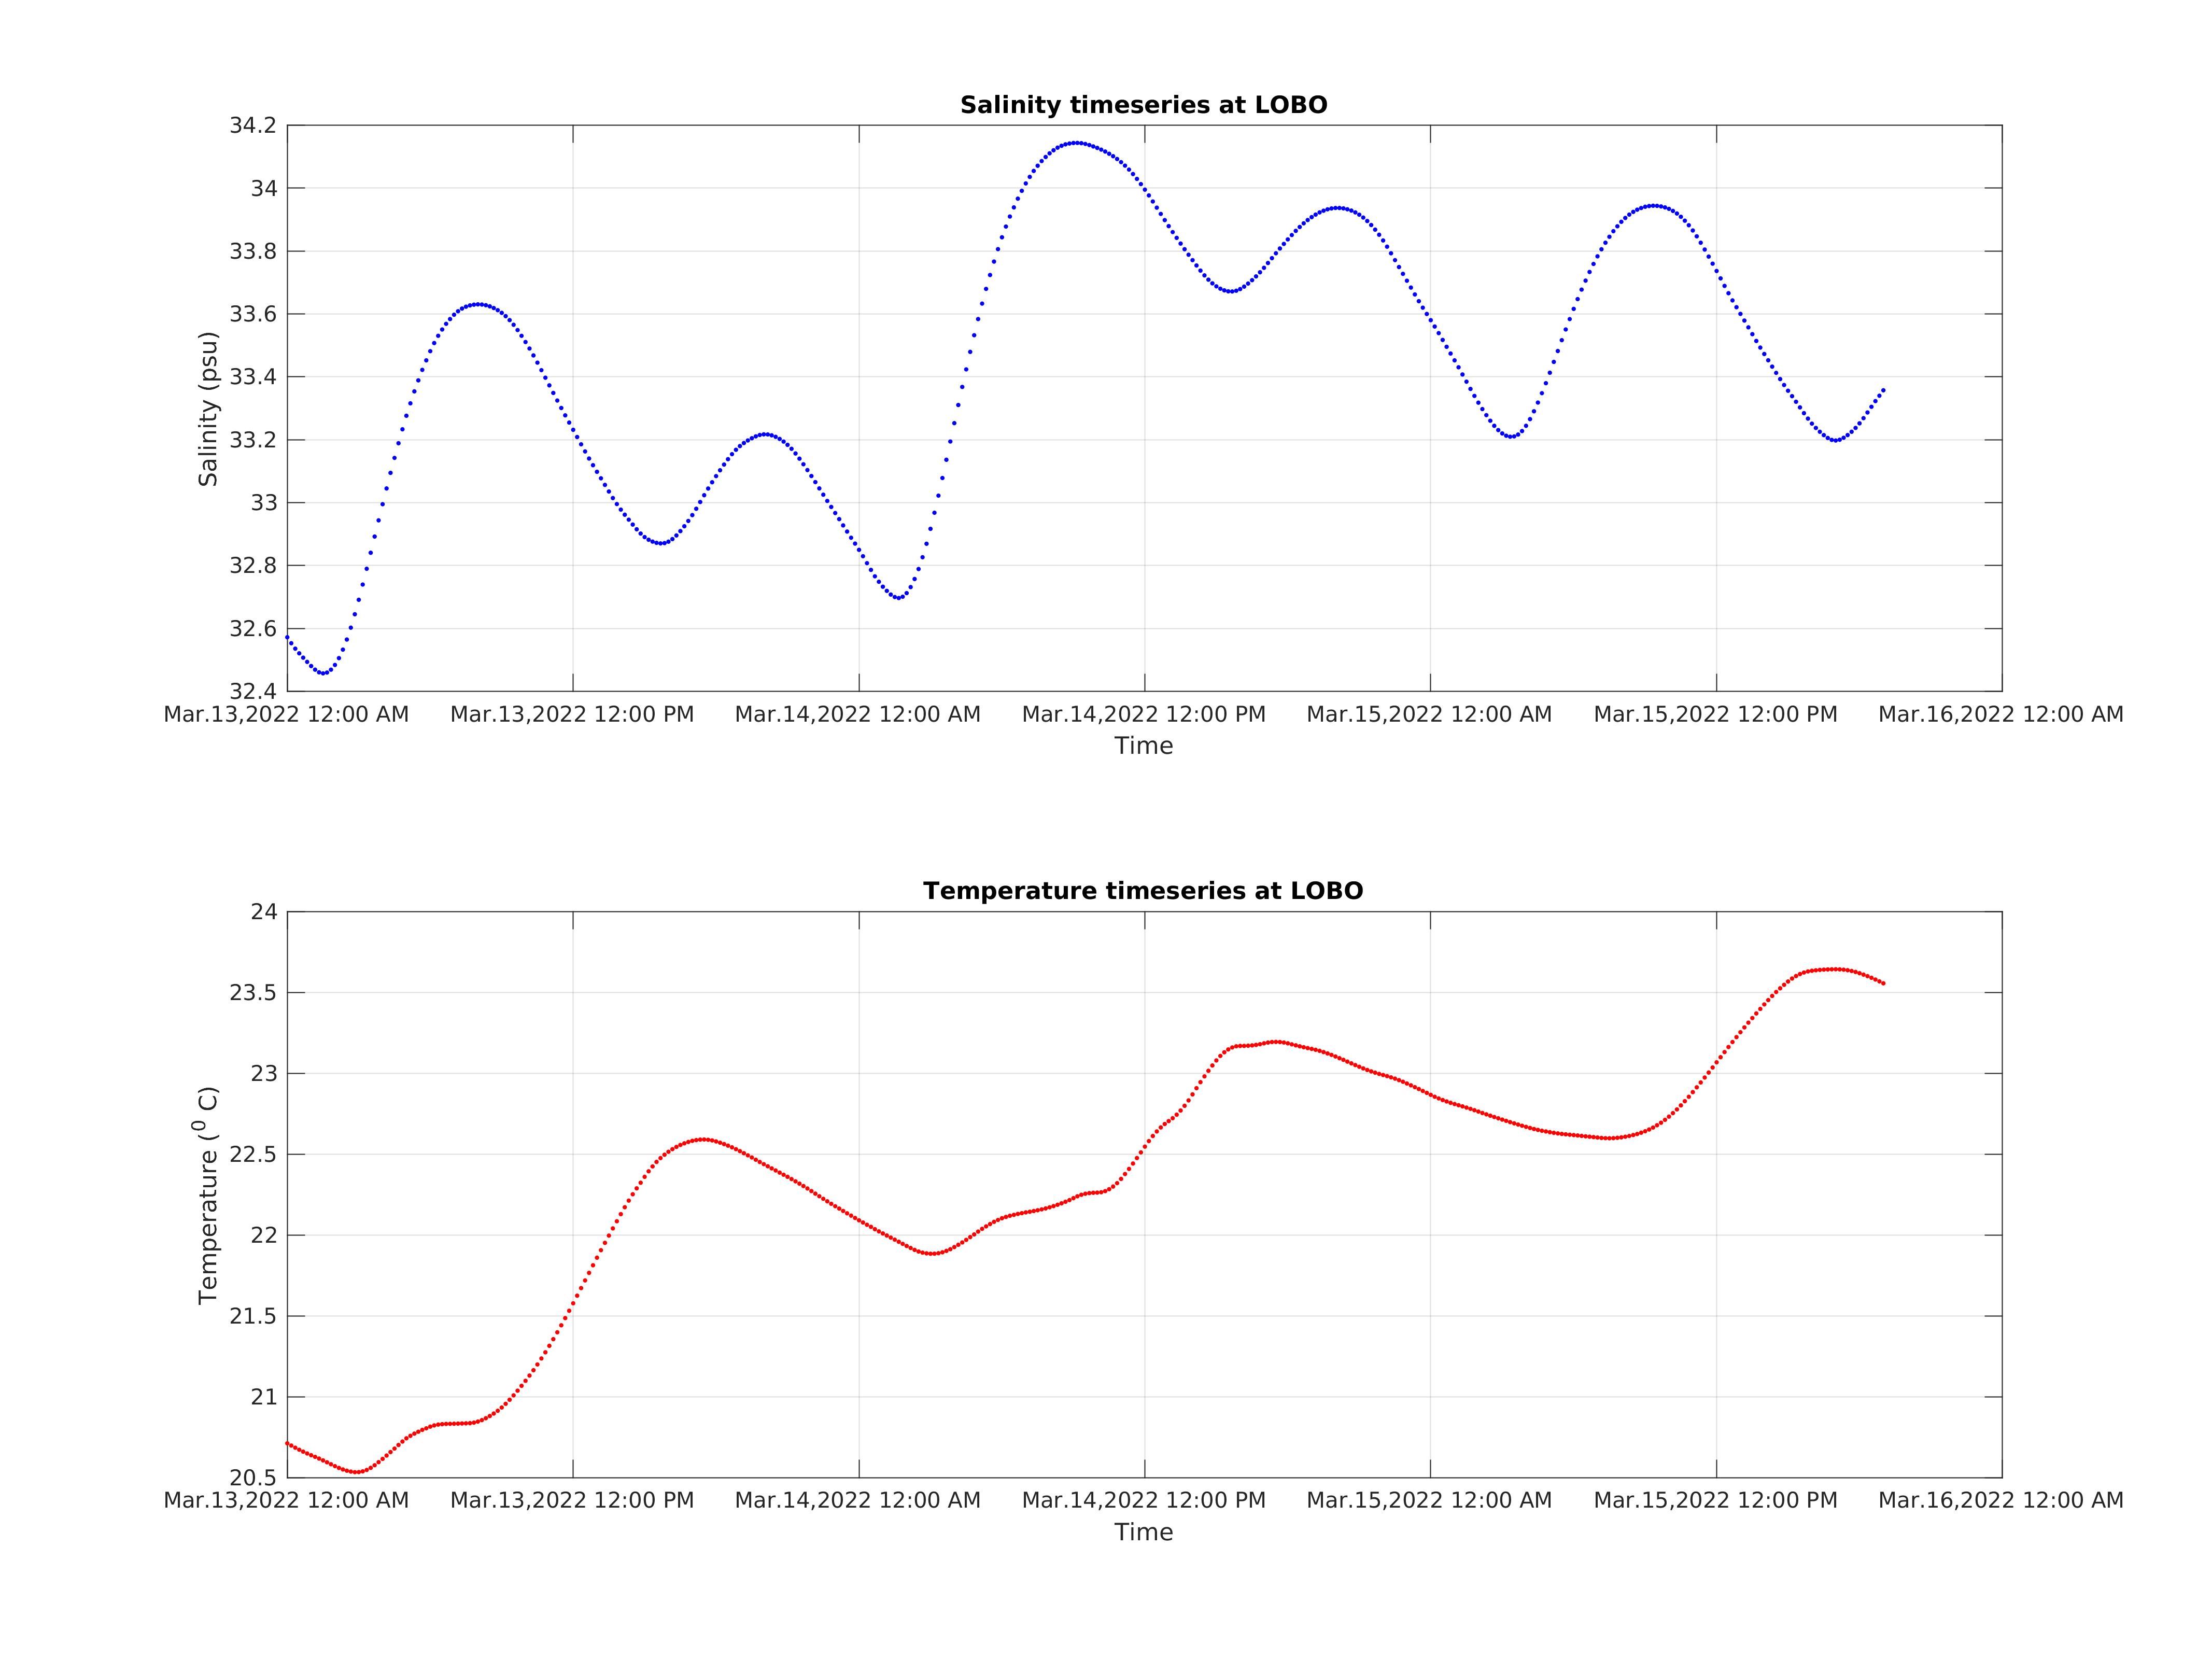 Salinity timeseries at LOBO
34.2
34
33.8
33.6
33.4
33.2
33
32.8
32.6
32.4
Salinity (psu)
Mar.13,2022 12:00 AM Mar.13,2022 12:00 PM Mar.14,2022 12:00 AM Mar.14,2022 12:00 PM Mar.15,2022 12:00 AM Mar.15,2022 12:00 PM Mar.16,2022 12:00 AM
Time
Temperature timeseries at LOBO
24
23.5
23
22.5
22
21.5
21
20.5
Temperature (⁰ C)
Mar.13,2022 12:00 AM Mar.13,2022 12:00 PM Mar.14,2022 12:00 AM Mar.14,2022 12:00 PM Mar.15,2022 12:00 AM Mar.15,2022 12:00 PM Mar.16,2022 12:00 AM
Time